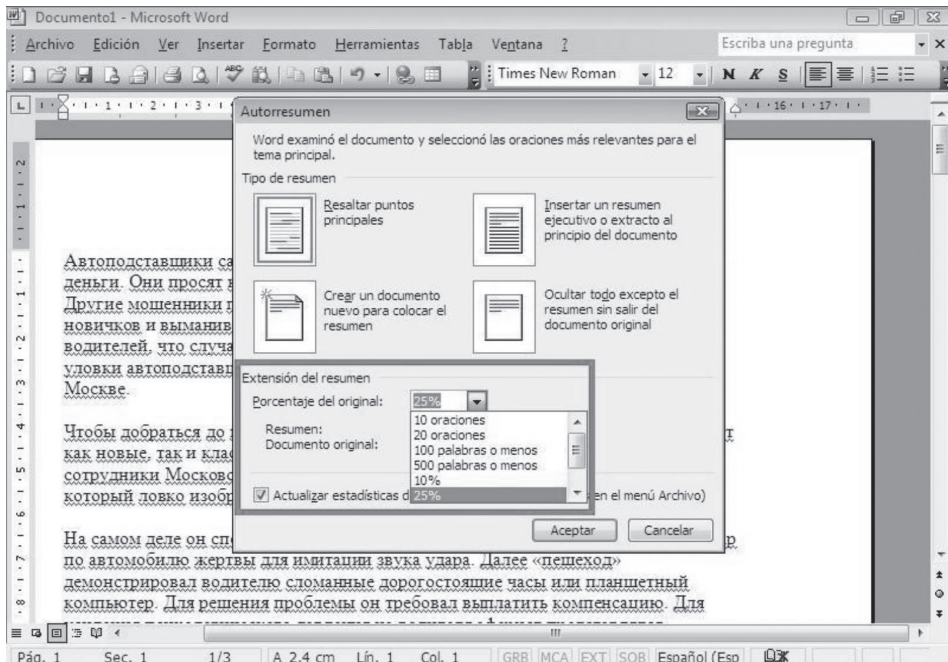 Documento1 - Microsoft Word
Archivo Edición Ver Insertar Formato Herramientas Tabla Ventana ? Escriba una pregunta
Times New Roman 12 N K S
Autorresumen
Word examinó el documento y seleccionó las oraciones más relevantes para el
tema principal.
Tipo de resumen
Resaltar puntos
principales
Insertar un resumen
ejecutivo o extracto al
principio del documento
Crear un documento
nuevo para colocar el
resumen
Ocultar todo excepto el
resumen sin salir del
documento original
Extensión del resumen
Porcentaje del original: 25%
Resumen:
Documento original:
10 oraciones
20 oraciones
100 palabras o menos
500 palabras o menos
10%
25%
Actualizar estadísticas en el menú Archivo)
Aceptar Cancelar
Автоподставщики
деньги. Они просят
Другие мошенники
новичков и
водителей, что
уловки
Москве.
Чтобы добраться до
как новые, так и
сотрудники
который ловко
На самом деле он
по автомобилю жертвы для имитации звука удара. Далее «пешеход»
демонстрировал водителю сломанные дорогостоящие часы или планшетный
компьютер. Для решения проблемы он требовал выплатить компенсацию. Для
Pág. 1 Sec. 1 1/3 A 2,4 cm Lín. 1 Col. 1 GRB MCA EXT SOB Español (Esp